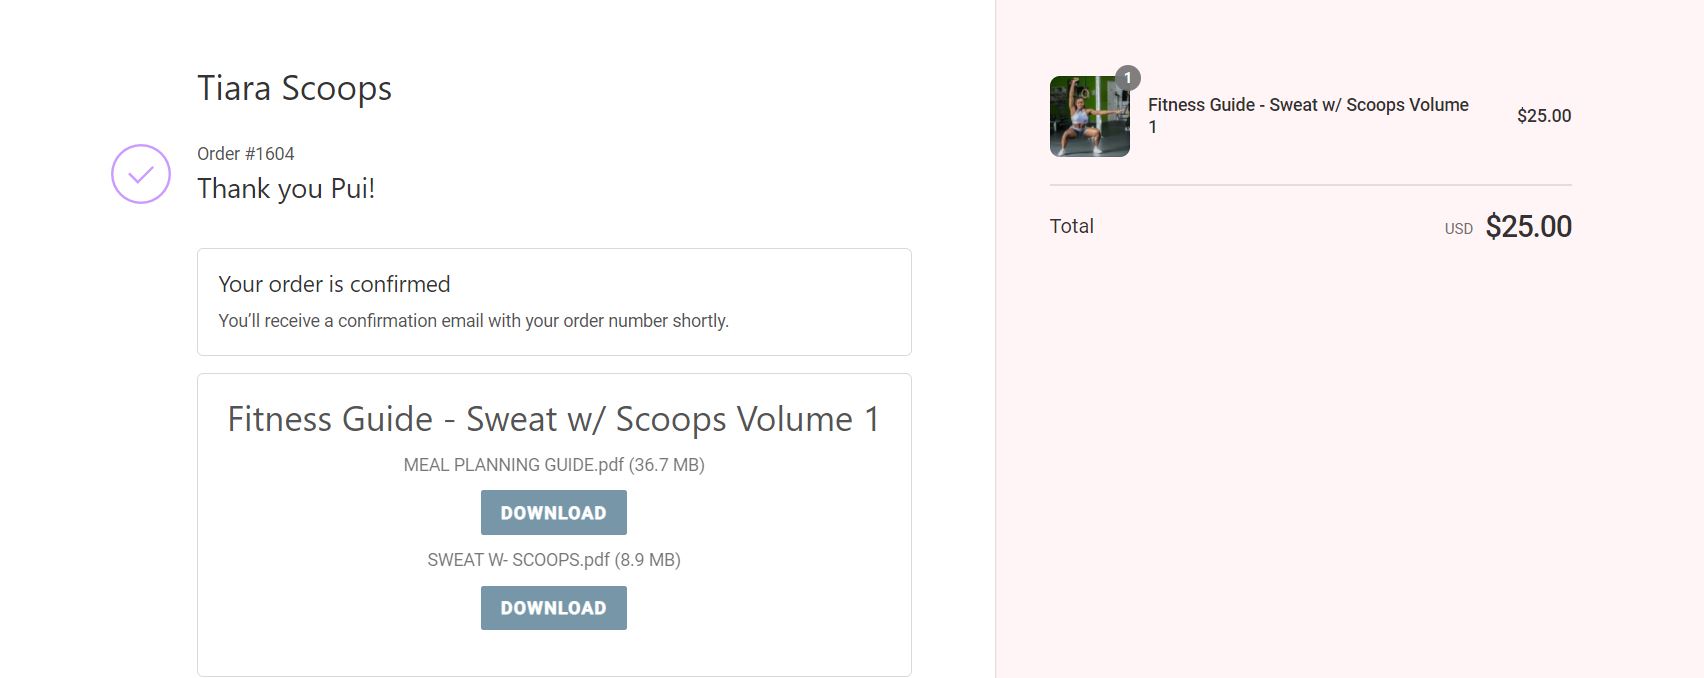 Tiara Scoops
Order #1604
Thank you Pui!
Your order is confirmed
You’ll receive a confirmation email with your order number shortly.
Fitness Guide - Sweat w/ Scoops Volume 1
MEAL PLANNING GUIDE.pdf (36.7 MB)
DOWNLOAD
SWEAT W- SCOOPS.pdf (8.9 MB)
DOWNLOAD
1
Fitness Guide - Sweat w/ Scoops Volume
1
$25.00
Total
USD $25.00